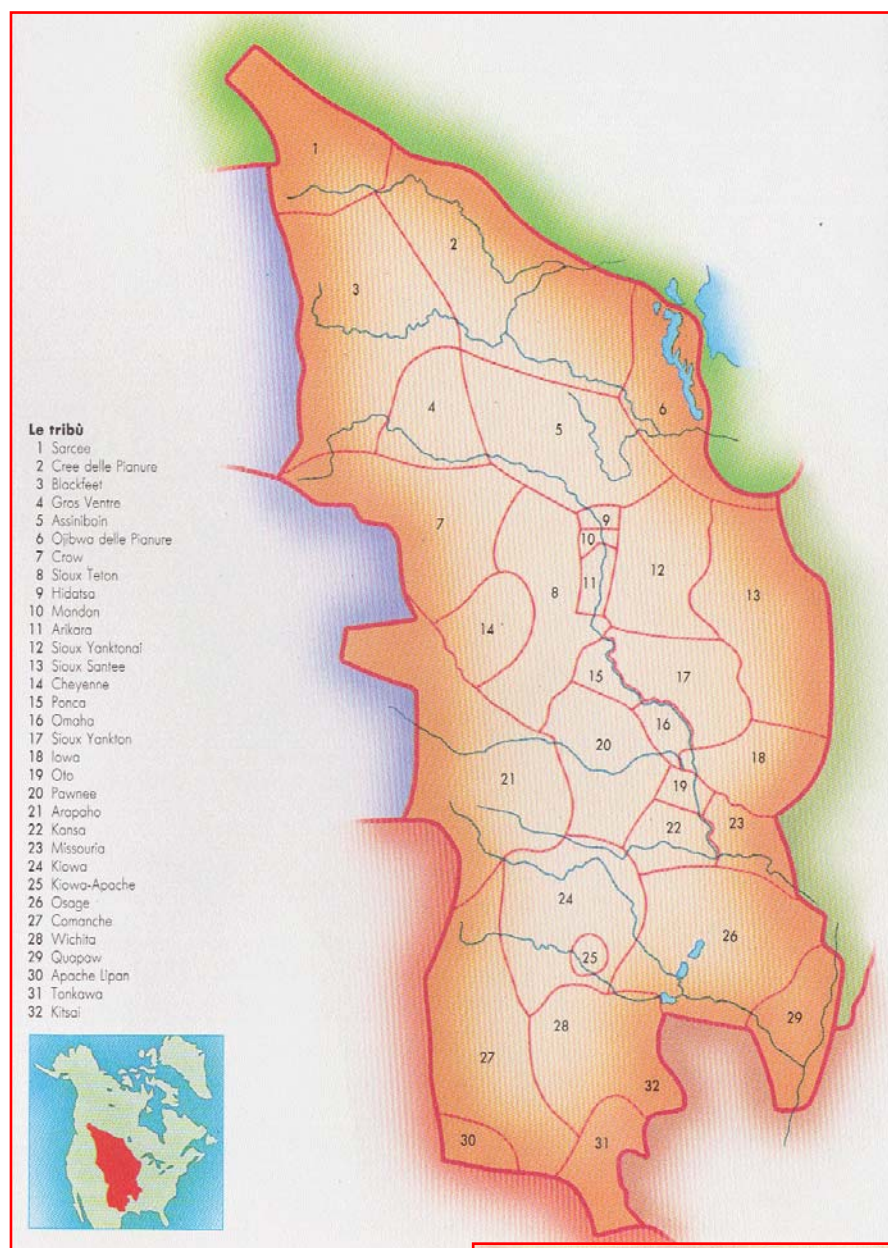 Le tribù
1 Sarcee
2 Cree delle Pianure
3 Blackfeet
4 Gros Ventre
5 Assiniboin
6 Ojibwa delle Pianure
7 Crow
8 Sioux Teton
9 Hidatsa
10 Mandan
11 Arikara
12 Sioux Yanktonai
13 Sioux Santee
14 Cheyenne
15 Ponca
16 Omaha
17 Sioux Yankton
18 Iowa
19 Oto
20 Pawnee
21 Arapaho
22 Kansa
23 Missouria
24 Kiowa
25 Kiowa-Apache
26 Osage
27 Comanche
28 Wichita
29 Quapaw
30 Apache Lipan
31 Tonkawa
32 Kitsai
1
2
3
4
5
6
7
8
9
10
11
12
13
14
15
16
17
18
19
20
21
22
23
24
25
26
27
28
29
30
31
32